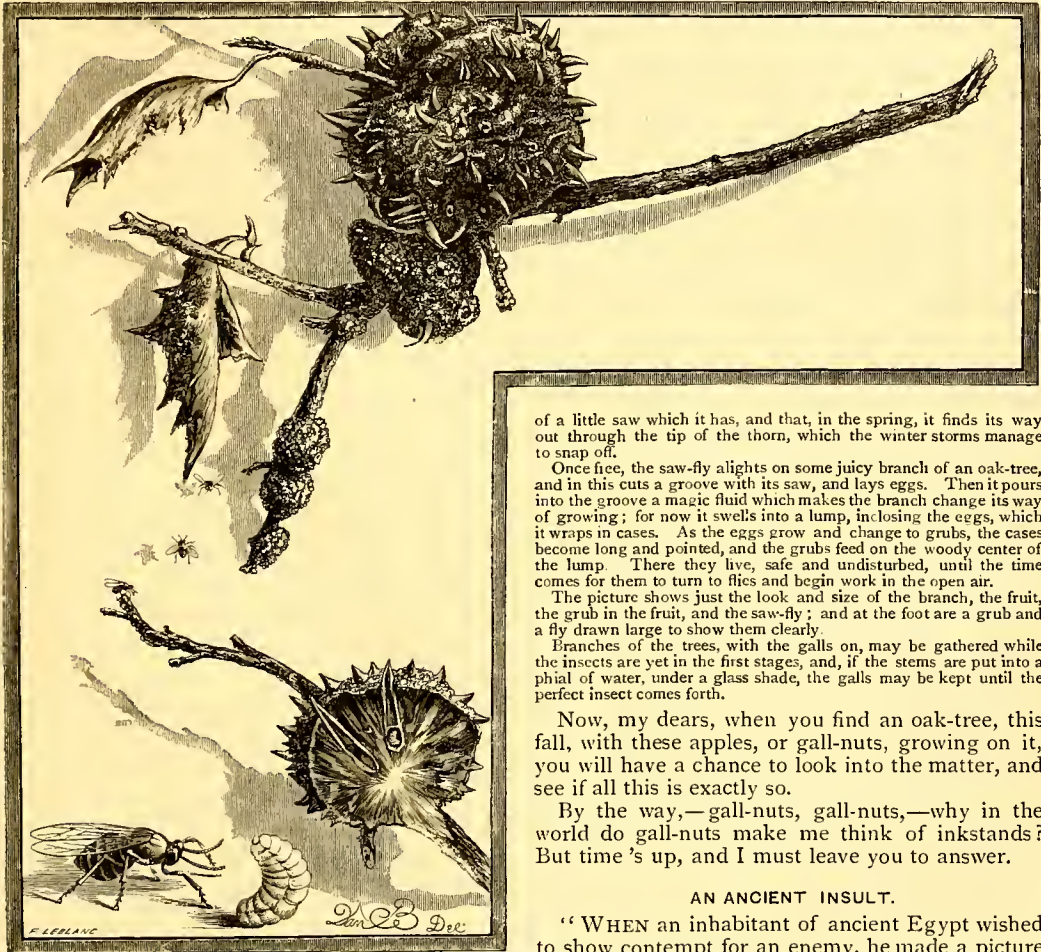 of a little saw which it has, and that, in the spring, it finds its way
out through the tip of the thorn, which the winter storms manage
to snap off.
Once free, the saw-fly alights on some juicy branch of an oak-tree,
and in this cuts a groove with its saw, and lays eggs. Then it pours
into the groove a magic fluid which makes the branch change its way
of growing; for now it swells into a lump, inclosing the eggs, which
it wraps in cases. As the eggs grow and change to grubs, the cases
become long and pointed, and the grubs feed on the woody center of
the lump. There they live, safe and undisturbed, until the time
comes for them to turn to flies and begin work in the open air.
The picture shows just the look and size of the branch, the fruit,
the grub in the fruit, and the saw-fly; and at the foot are a grub and
a fly drawn large to show them clearly.
Branches of the trees, with the galls on, may be gathered while
the insects are yet in the first stages, and, if the stems are put into a
phial of water, under a glass shade, the galls may be kept until the
perfect insect comes forth.
Now, my dears, when you find an oak-tree, this
fall, with these apples, or gall-nuts, growing on it,
you will have a chance to look into the matter, and
see if all this is exactly so.
By the way,—gall-nuts, gall-nuts,—why in the
world do gall-nuts make me think of inkstands?
But time's up, and I must leave you to answer.
AN ANCIENT INSULT.
"WHEN an inhabitant of ancient Egypt wished
to show contempt for an enemy, he made a picture
F. LEBLANC
Dan B Del